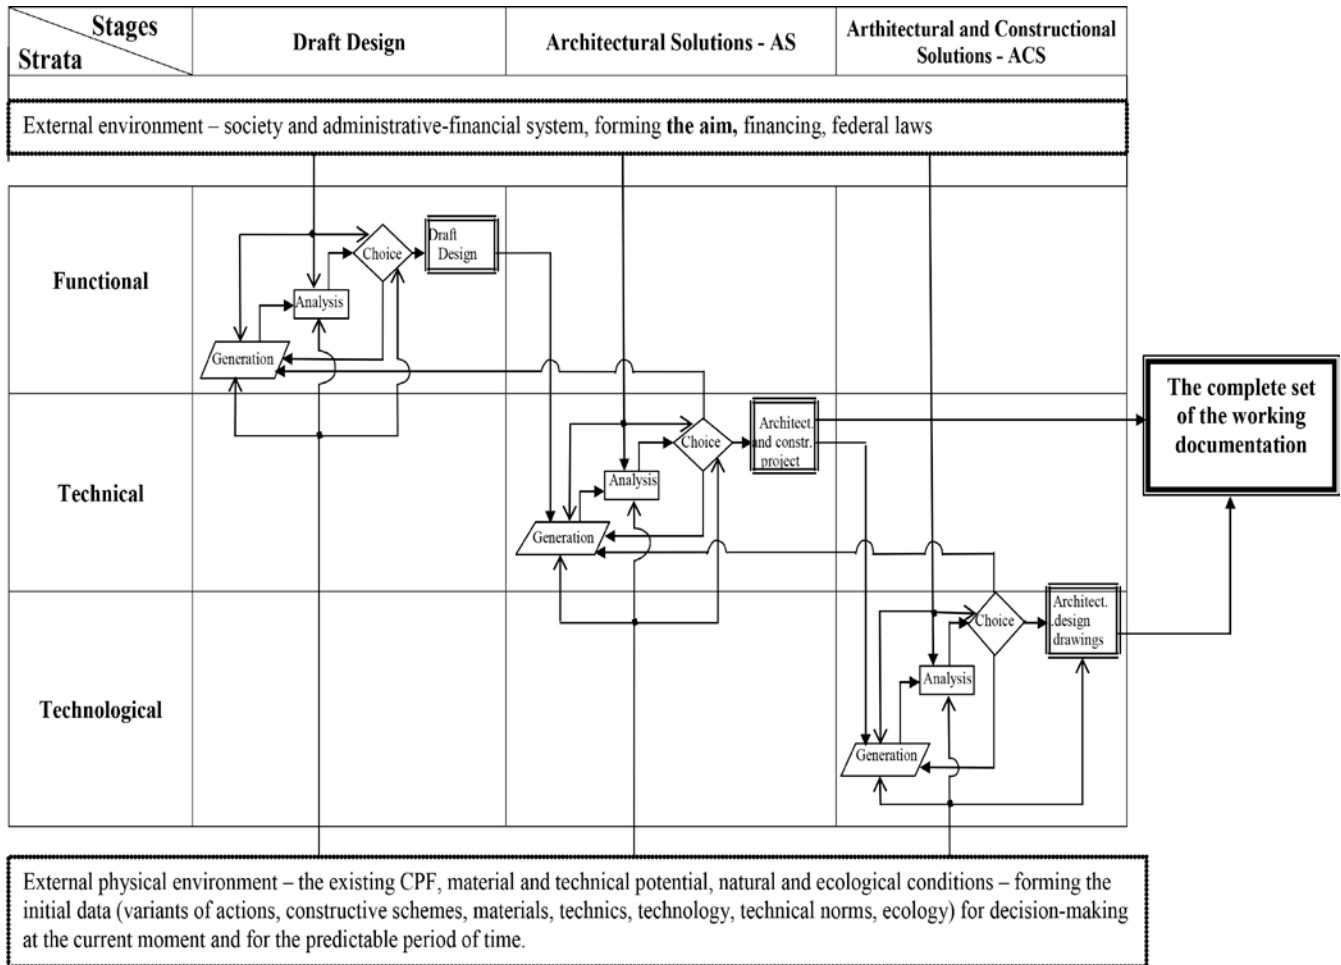 Stages
Strata
Draft Design
Architectural Solutions - AS
Arthitectural and Constructional
Solutions - ACS
External environment – society and administrative-financial system, forming the aim, financing, federal laws
Functional
Generation
Analysis
Choice
Draft
Design
Technical
Generation
Analysis
Choice
Architect.
and constr.
project
Technological
Generation
Analysis
Choice
Architect.
.design
drawings
The complete set
of the working
documentation
External physical environment – the existing CPF, material and technical potential, natural and ecological conditions – forming the
initial data (variants of actions, constructive schemes, materials, technics, technology, technical norms, ecology) for decision-making
at the current moment and for the predictable period of time.